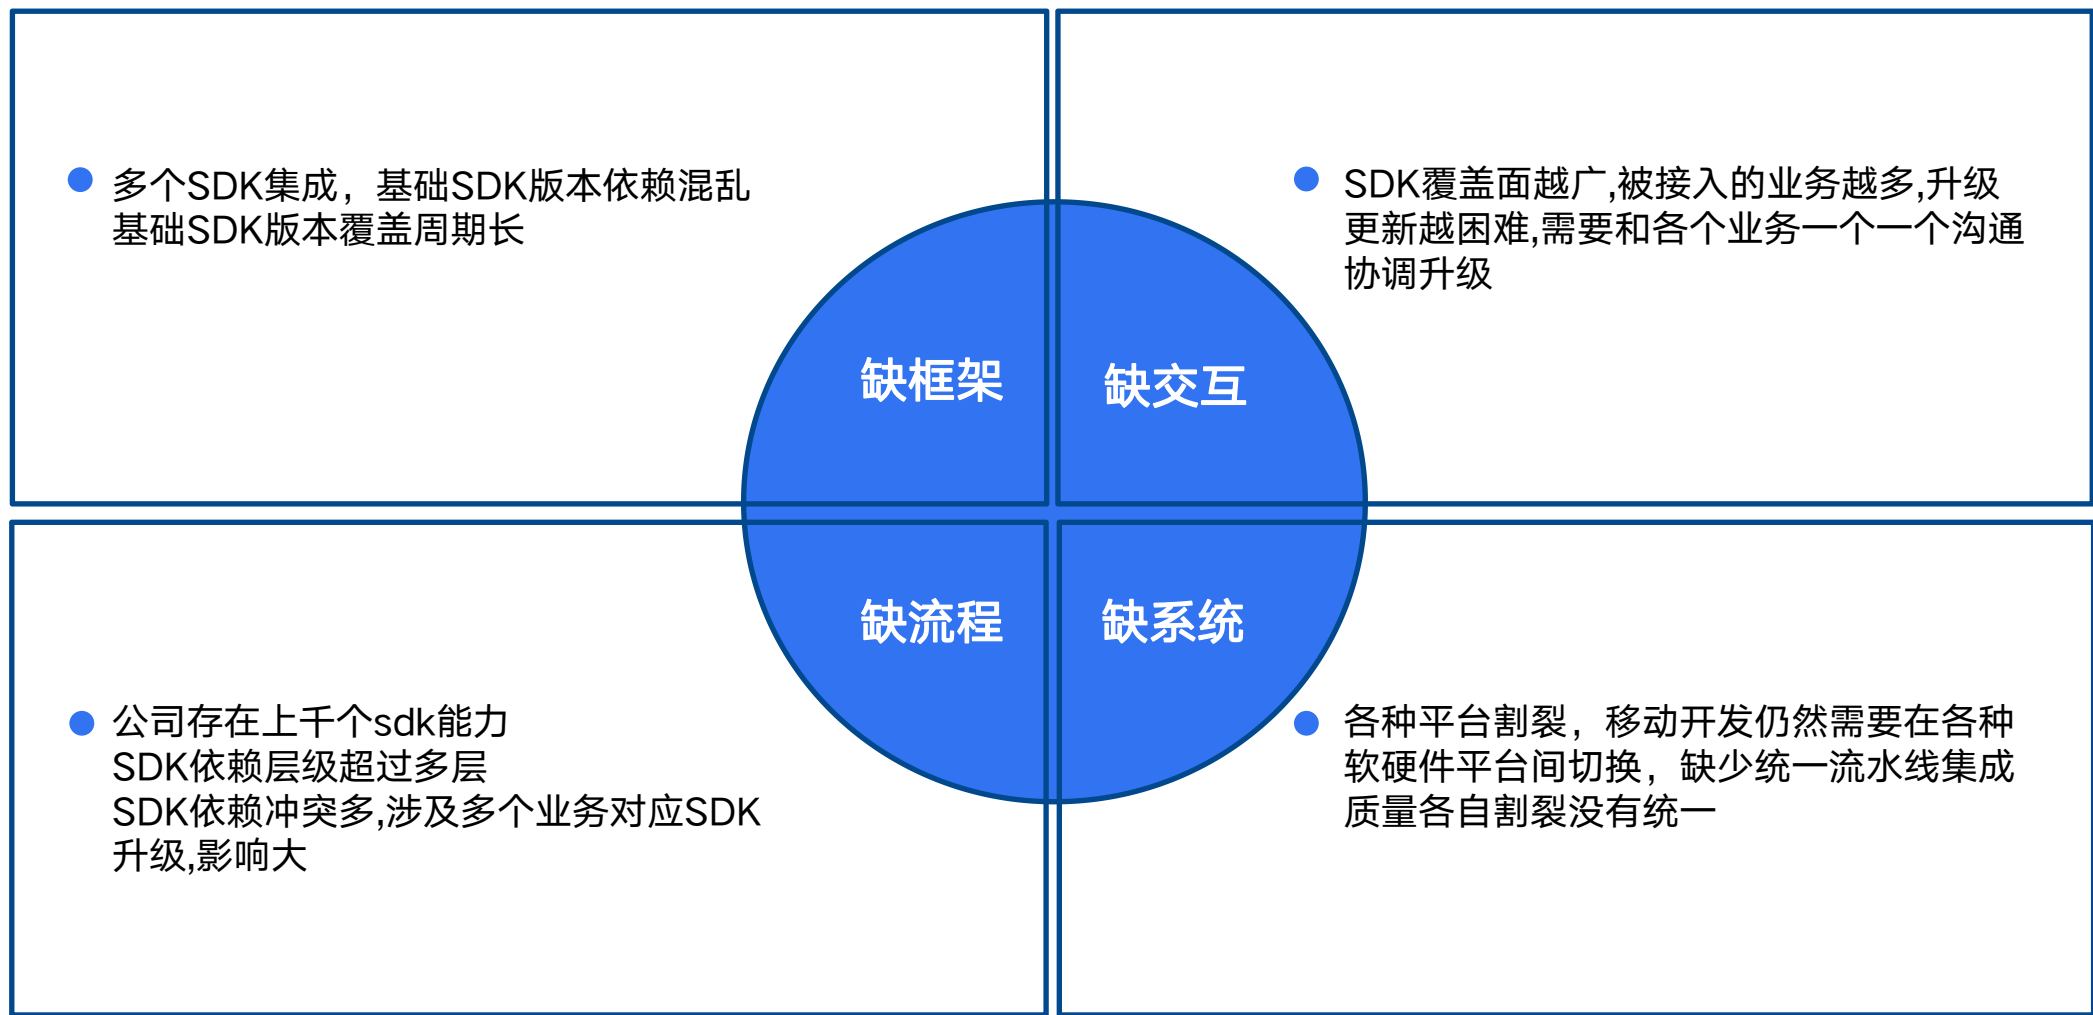 多个SDK集成，基础SDK版本依赖混乱
基础SDK版本覆盖周期长
SDK覆盖面越广,被接入的业务越多,升级
更新越困难,需要和各个业务一个一个沟通
协调升级
缺框架
缺交互
缺流程
缺系统
公司存在上千个sdk能力
SDK依赖层级超过多层
SDK依赖冲突多,涉及多个业务对应SDK
升级,影响大
各种平台割裂，移动开发仍然需要在各种
软硬件平台间切换，缺少统一流水线集成
质量各自割裂没有统一